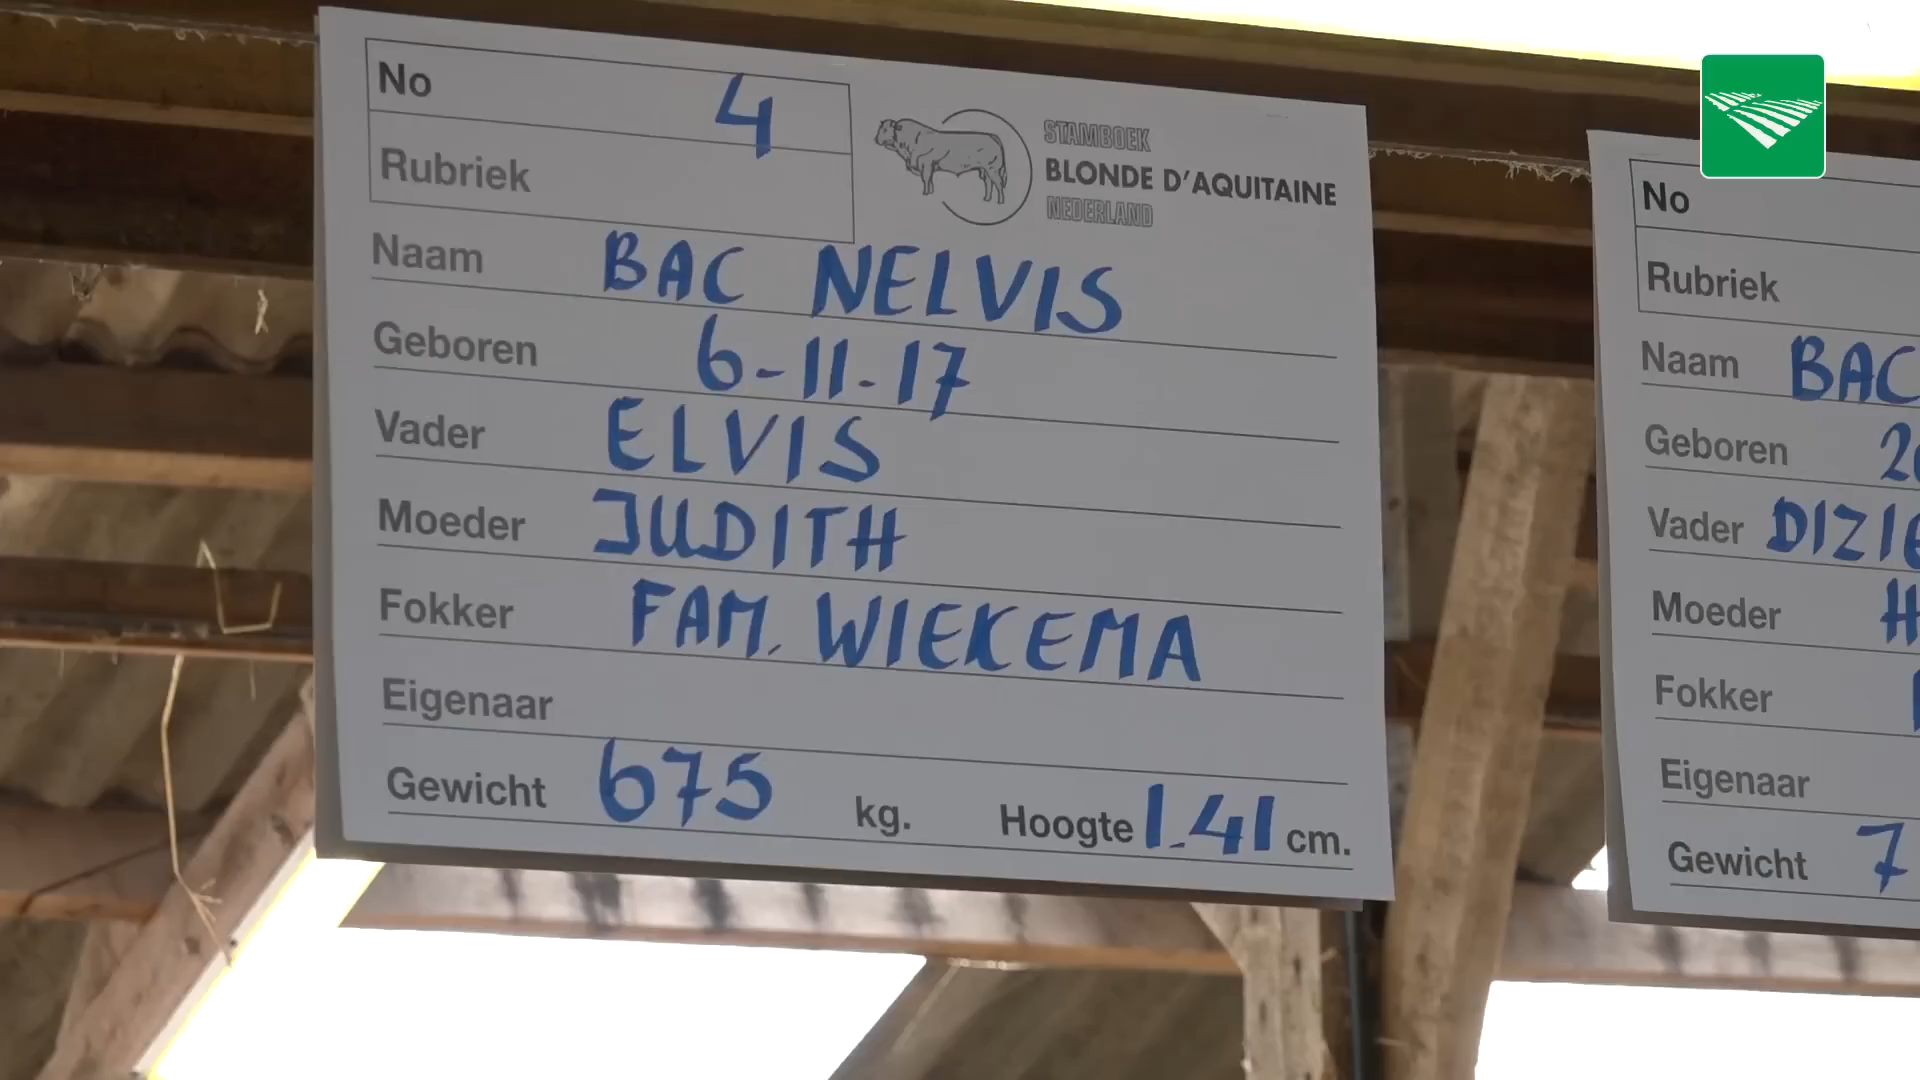 No 4
Rubriek
STAMBOEK
BLONDE D'AQUITAINE
NEDERLAND
Naam BAC NELVIS
Geboren 6-11-17
Vader ELVIS
Moeder JUDITH
Fokker FAM. WIEKEMA
Eigenaar
Gewicht 675 kg. Hoogte 1.41 cm.
No
Rubriek
Naam BAC
Geboren
Vader
Moeder
Fokker
Eigenaar
Gewicht 7